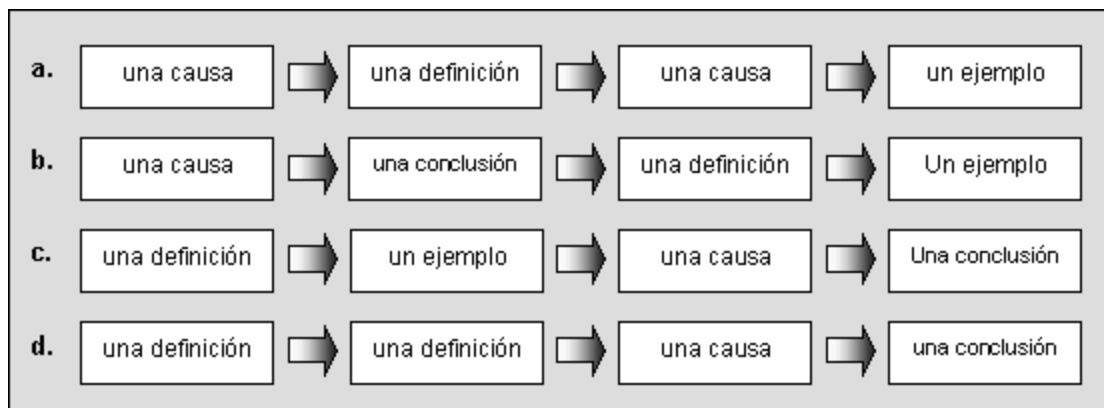 a. una causa una definición una causa un ejemplo
b. una causa una conclusión una definición Un ejemplo
c. una definición un ejemplo una causa Una conclusión
d. una definición una definición una causa una conclusión